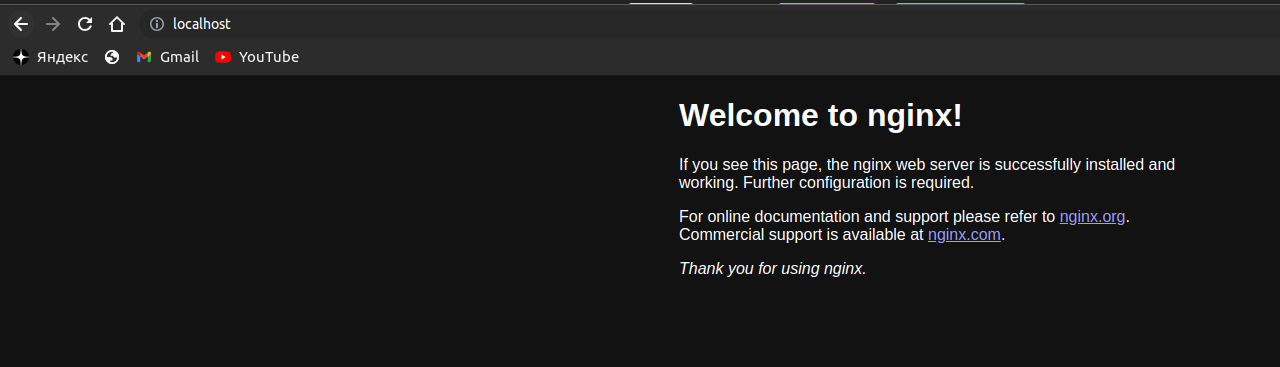 localhost
Яндекс Gmail YouTube
Welcome to nginx!
If you see this page, the nginx web server is successfully installed and
working. Further configuration is required.
For online documentation and support please refer to nginx.org.
Commercial support is available at nginx.com.
Thank you for using nginx.